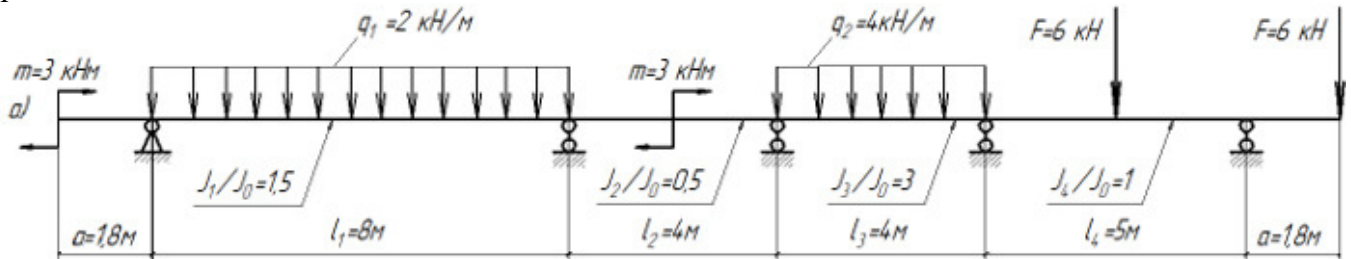 q₁ =2 кН/м
q₂ =4кН/м
F=6 кН
F=6 кН
m=3 кНм
m=3 кНм
а)
J₁/J₀=1,5
J₂/J₀=0,5
J₃/J₀=3
J₄/J₀=1
a=1,8м
l₁=8м
l₂=4м
l₃=4м
l₄=5м
a=1,8м